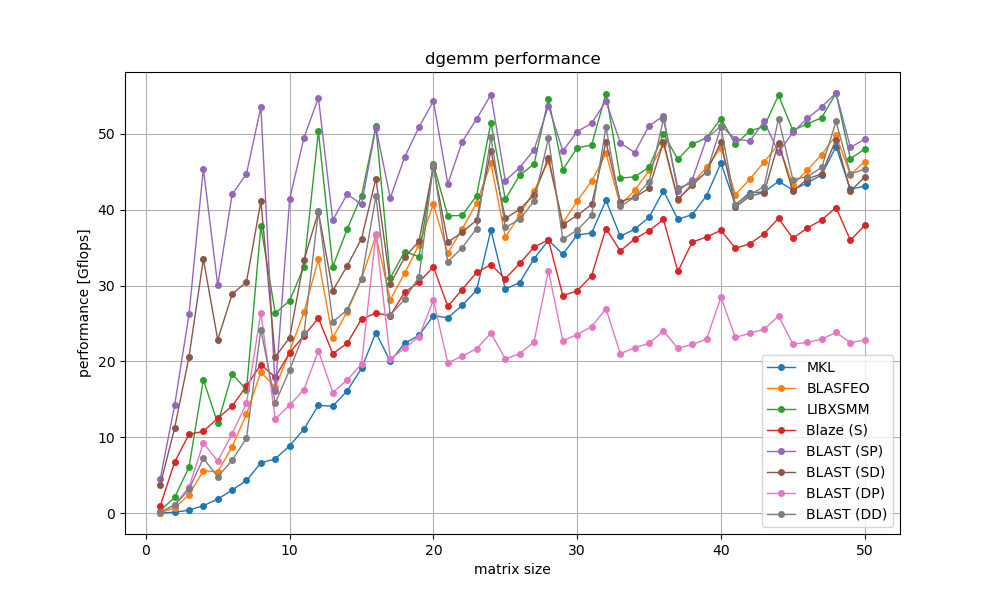 dgemm performance
performance [Gflops]
50
40
30
20
10
0
0 10 20 30 40 50
matrix size
MKL
BLASFEO
LIBXSMM
Blaze (S)
BLAST (SP)
BLAST (SD)
BLAST (DP)
BLAST (DD)